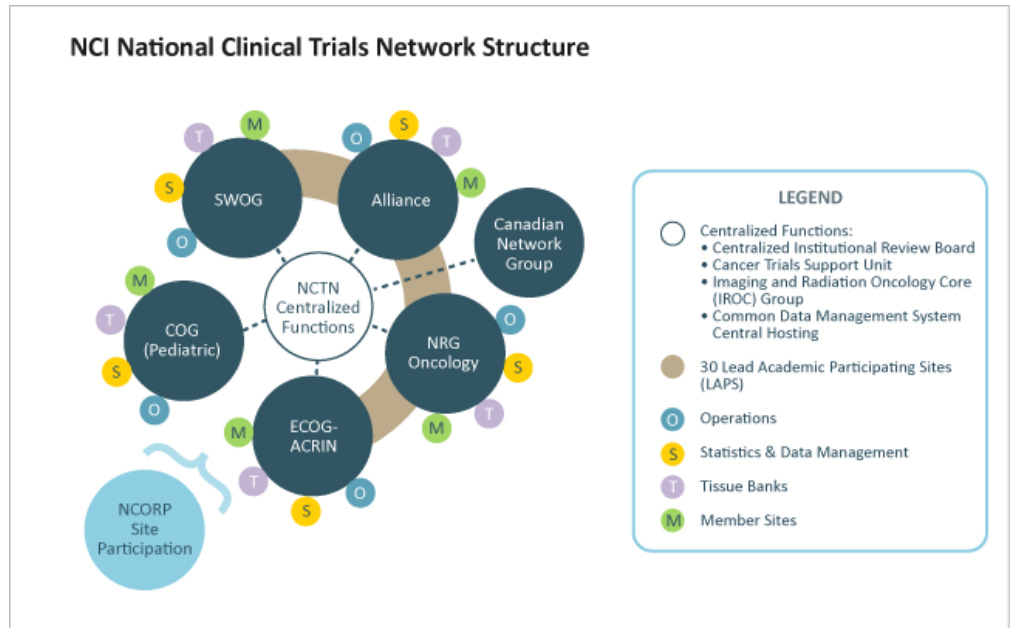 NCI National Clinical Trials Network Structure
M
T
S
O
SWOG
O
S
T
M
Alliance
Canadian
Network
Group
NCTN
Centralized
Functions
M
T
S
O
COG
(Pediatric)
O
S
T
M
NRG
Oncology
M
T
S
O
ECOG-
ACRIN
NCORP
Site
Participation
LEGEND
Centralized Functions:
• Centralized Institutional Review Board
• Cancer Trials Support Unit
• Imaging and Radiation Oncology Core
(IROC) Group
• Common Data Management System
Central Hosting
30 Lead Academic Participating Sites
(LAPS)
O Operations
S Statistics & Data Management
T Tissue Banks
M Member Sites